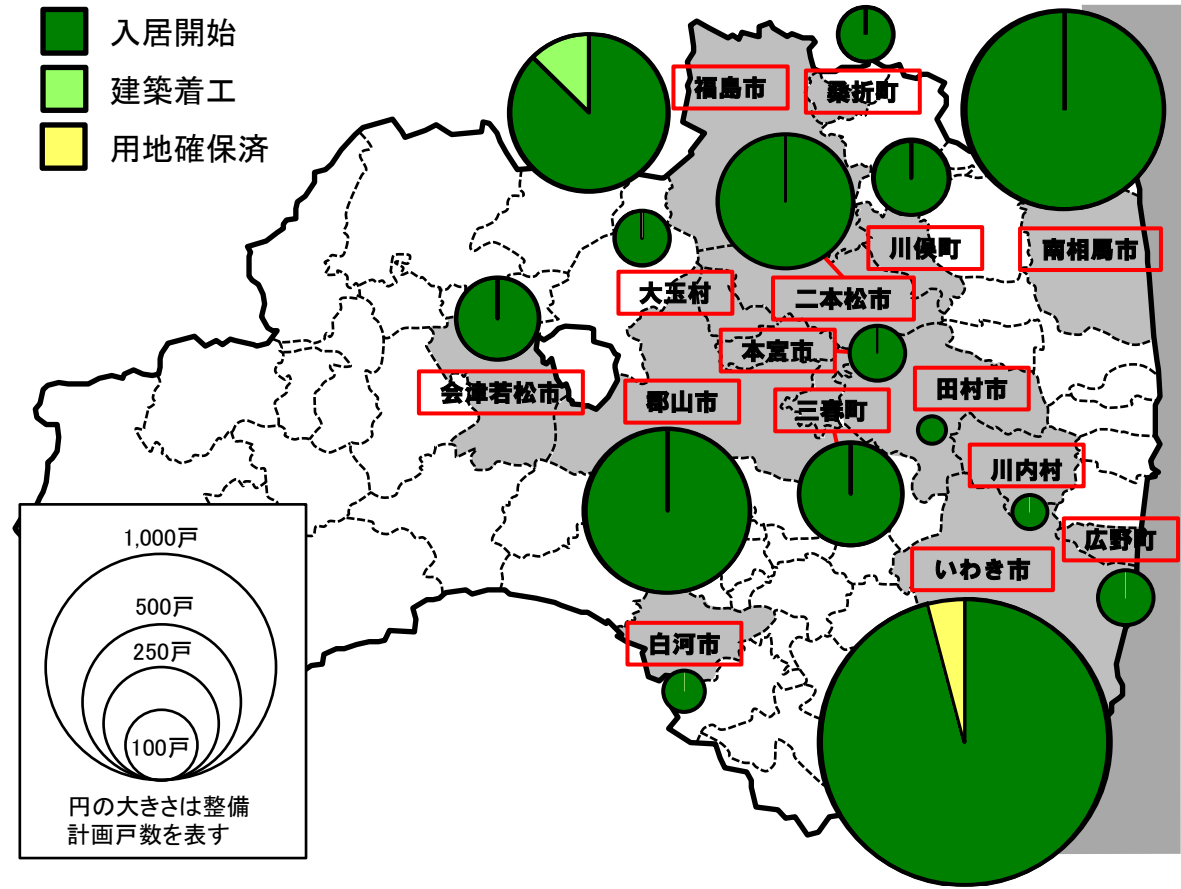 入居開始
建築着工
用地確保済
福島市
桑折町
川俣町
南相馬市
大玉村
二本松市
本宮市
会津若松市
郡山市
三春町
田村市
川内村
広野町
いわき市
白河市
1,000戸
500戸
250戸
100戸
円の大きさは整備
計画戸数を表す